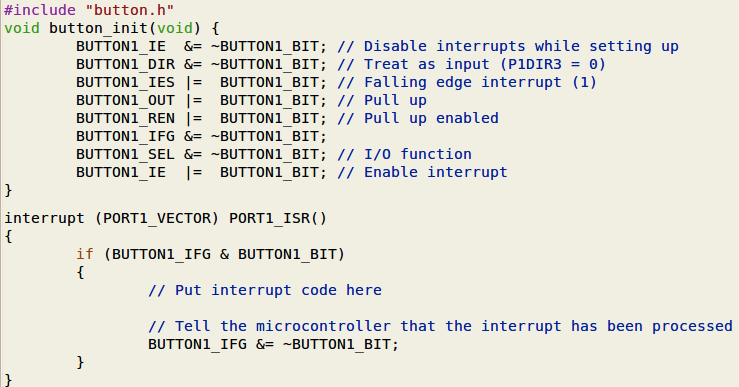 #include "button.h"
void button_init(void) {
        BUTTON1_IE  &= ~BUTTON1_BIT; // Disable interrupts while setting up
        BUTTON1_DIR &= ~BUTTON1_BIT; // Treat as input (P1DIR3 = 0)
        BUTTON1_IES |=  BUTTON1_BIT; // Falling edge interrupt (1)
        BUTTON1_OUT |=  BUTTON1_BIT; // Pull up
        BUTTON1_REN |=  BUTTON1_BIT; // Pull up enabled
        BUTTON1_IFG &= ~BUTTON1_BIT;
        BUTTON1_SEL &= ~BUTTON1_BIT; // I/O function
        BUTTON1_IE  |=  BUTTON1_BIT; // Enable interrupt
}

interrupt (PORT1_VECTOR) PORT1_ISR()
{
        if (BUTTON1_IFG & BUTTON1_BIT)
        {
                // Put interrupt code here

                // Tell the microcontroller that the interrupt has been processed
                BUTTON1_IFG &= ~BUTTON1_BIT;
        }
}